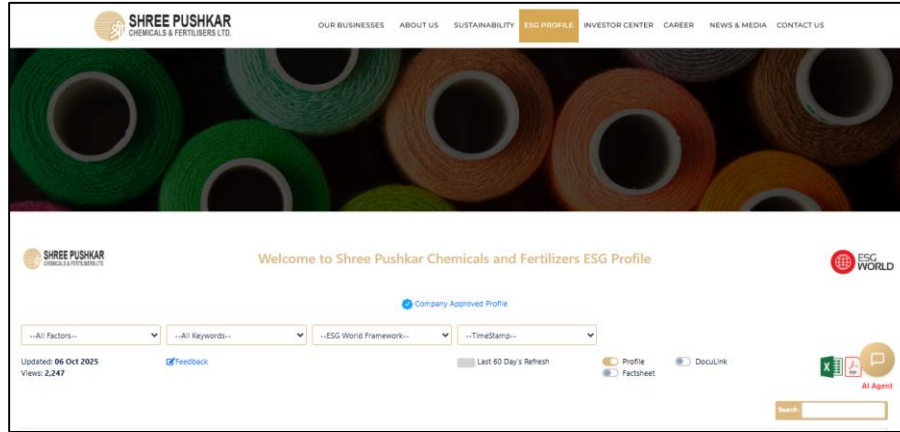 SHREE PUSHKAR
CHEMICALS & FERTILISERS LTD.
OUR BUSINESSES ABOUT US SUSTAINABILITY ESG PROFILE INVESTOR CENTER CAREER NEWS & MEDIA CONTACT US
SHREE PUSHKAR
CHEMICALS & FERTILISERS LTD.
Welcome to Shree Pushkar Chemicals and Fertilizers ESG Profile
ESG
WORLD
Company Approved Profile
--All Factors-- --All Keywords-- --ESG World Framework-- --TimeStamp--
Updated: 06 Oct 2025 Feedback Last 60 Day's Refresh Profile DocuLink
Views: 2,247 Factsheet
AI Agent
Search